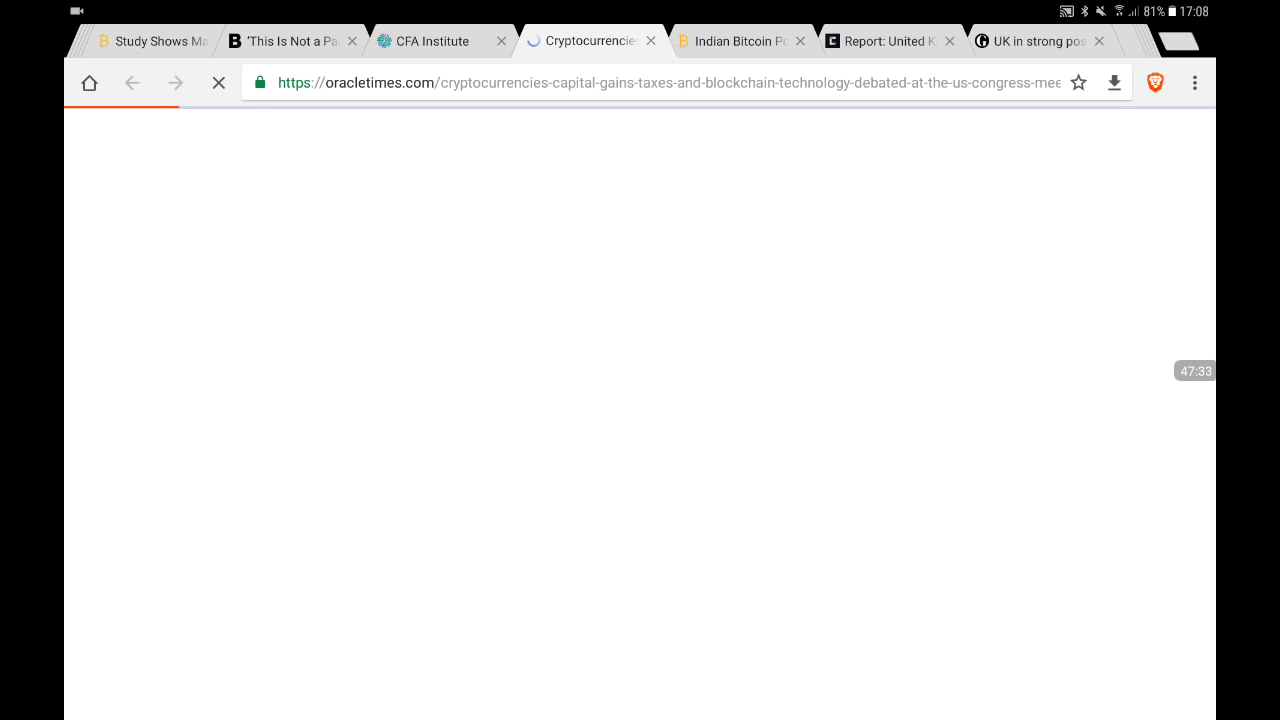 81% 17:08
Study Shows Ma
'This Is Not a Pa
CFA Institute
Cryptocurrencie
Indian Bitcoin Po
Report: United K
UK in strong pos
https://oracletimes.com/cryptocurrencies-capital-gains-taxes-and-blockchain-technology-debated-at-the-us-congress-mee
47:33